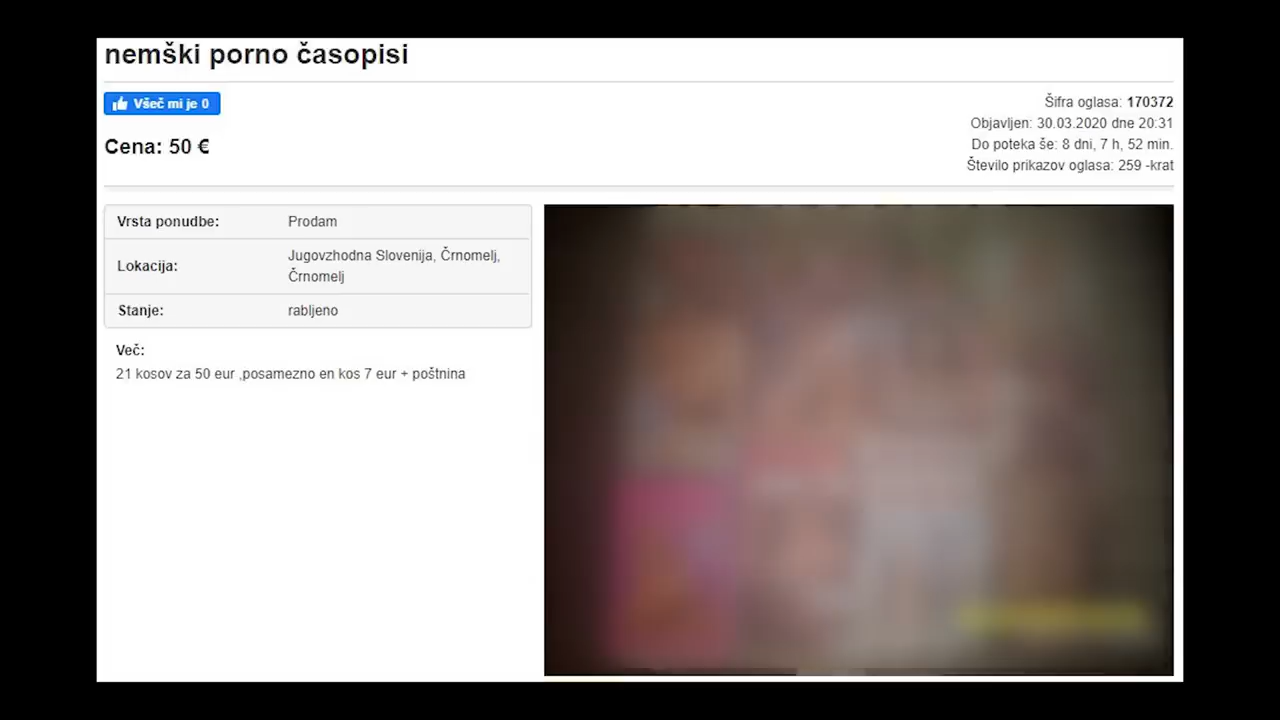 nemški porno časopisi
Všeč mi je 0
Cena: 50 €
Šifra oglasa: 170372
Objavljen: 30.03.2020 dne 20:31
Do poteka še: 8 dni, 7 h, 52 min.
Število prikazov oglasa: 259 -krat
Vrsta ponudbe: Prodam
Lokacija: Jugovzhodna Slovenija, Črnomelj,
Črnomelj
Stanje: rabljeno
Več:
21 kosov za 50 eur ,posamezno en kos 7 eur + poštnina